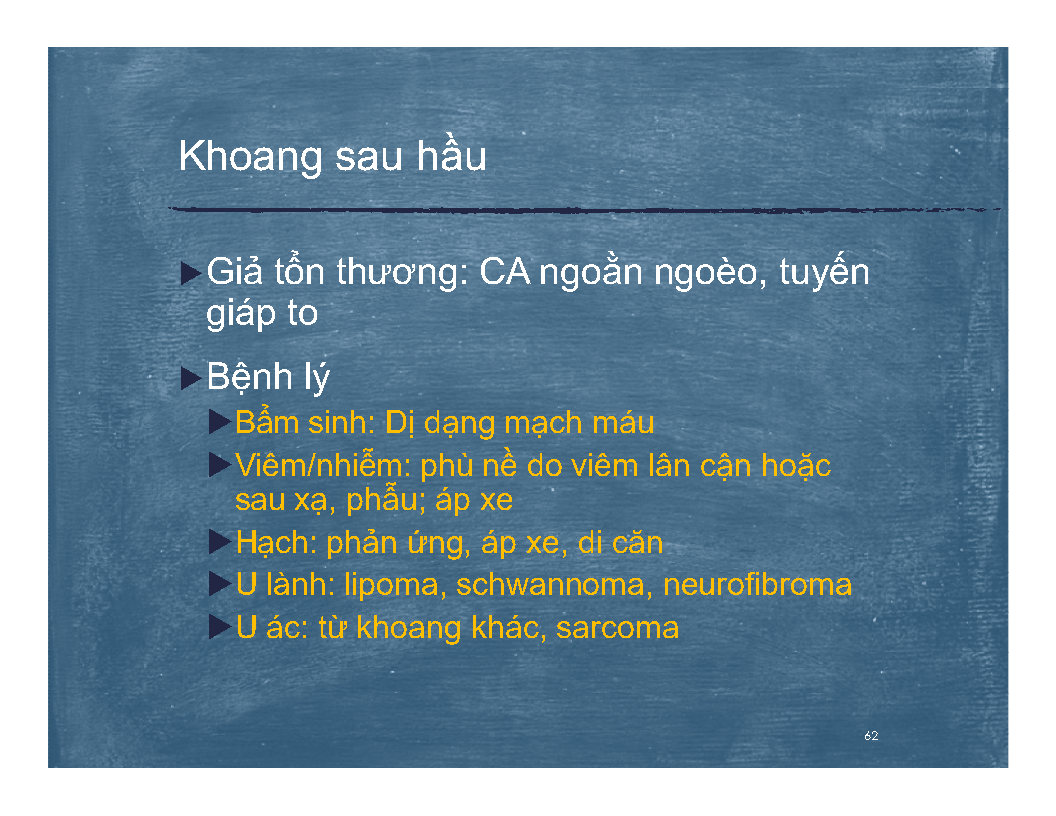 Khoang sau hầu
Giả tổn thương: CA ngoằn ngoèo, tuyến
giáp to
Bệnh lý
Bẩm sinh: Dị dạng mạch máu
Viêm/nhiễm: phù nề do viêm lân cận hoặc
sau xạ, phẫu; áp xe
Hạch: phản ứng, áp xe, di căn
U lành: lipoma, schwannoma, neurofibroma
U ác: từ khoang khác, sarcoma
62